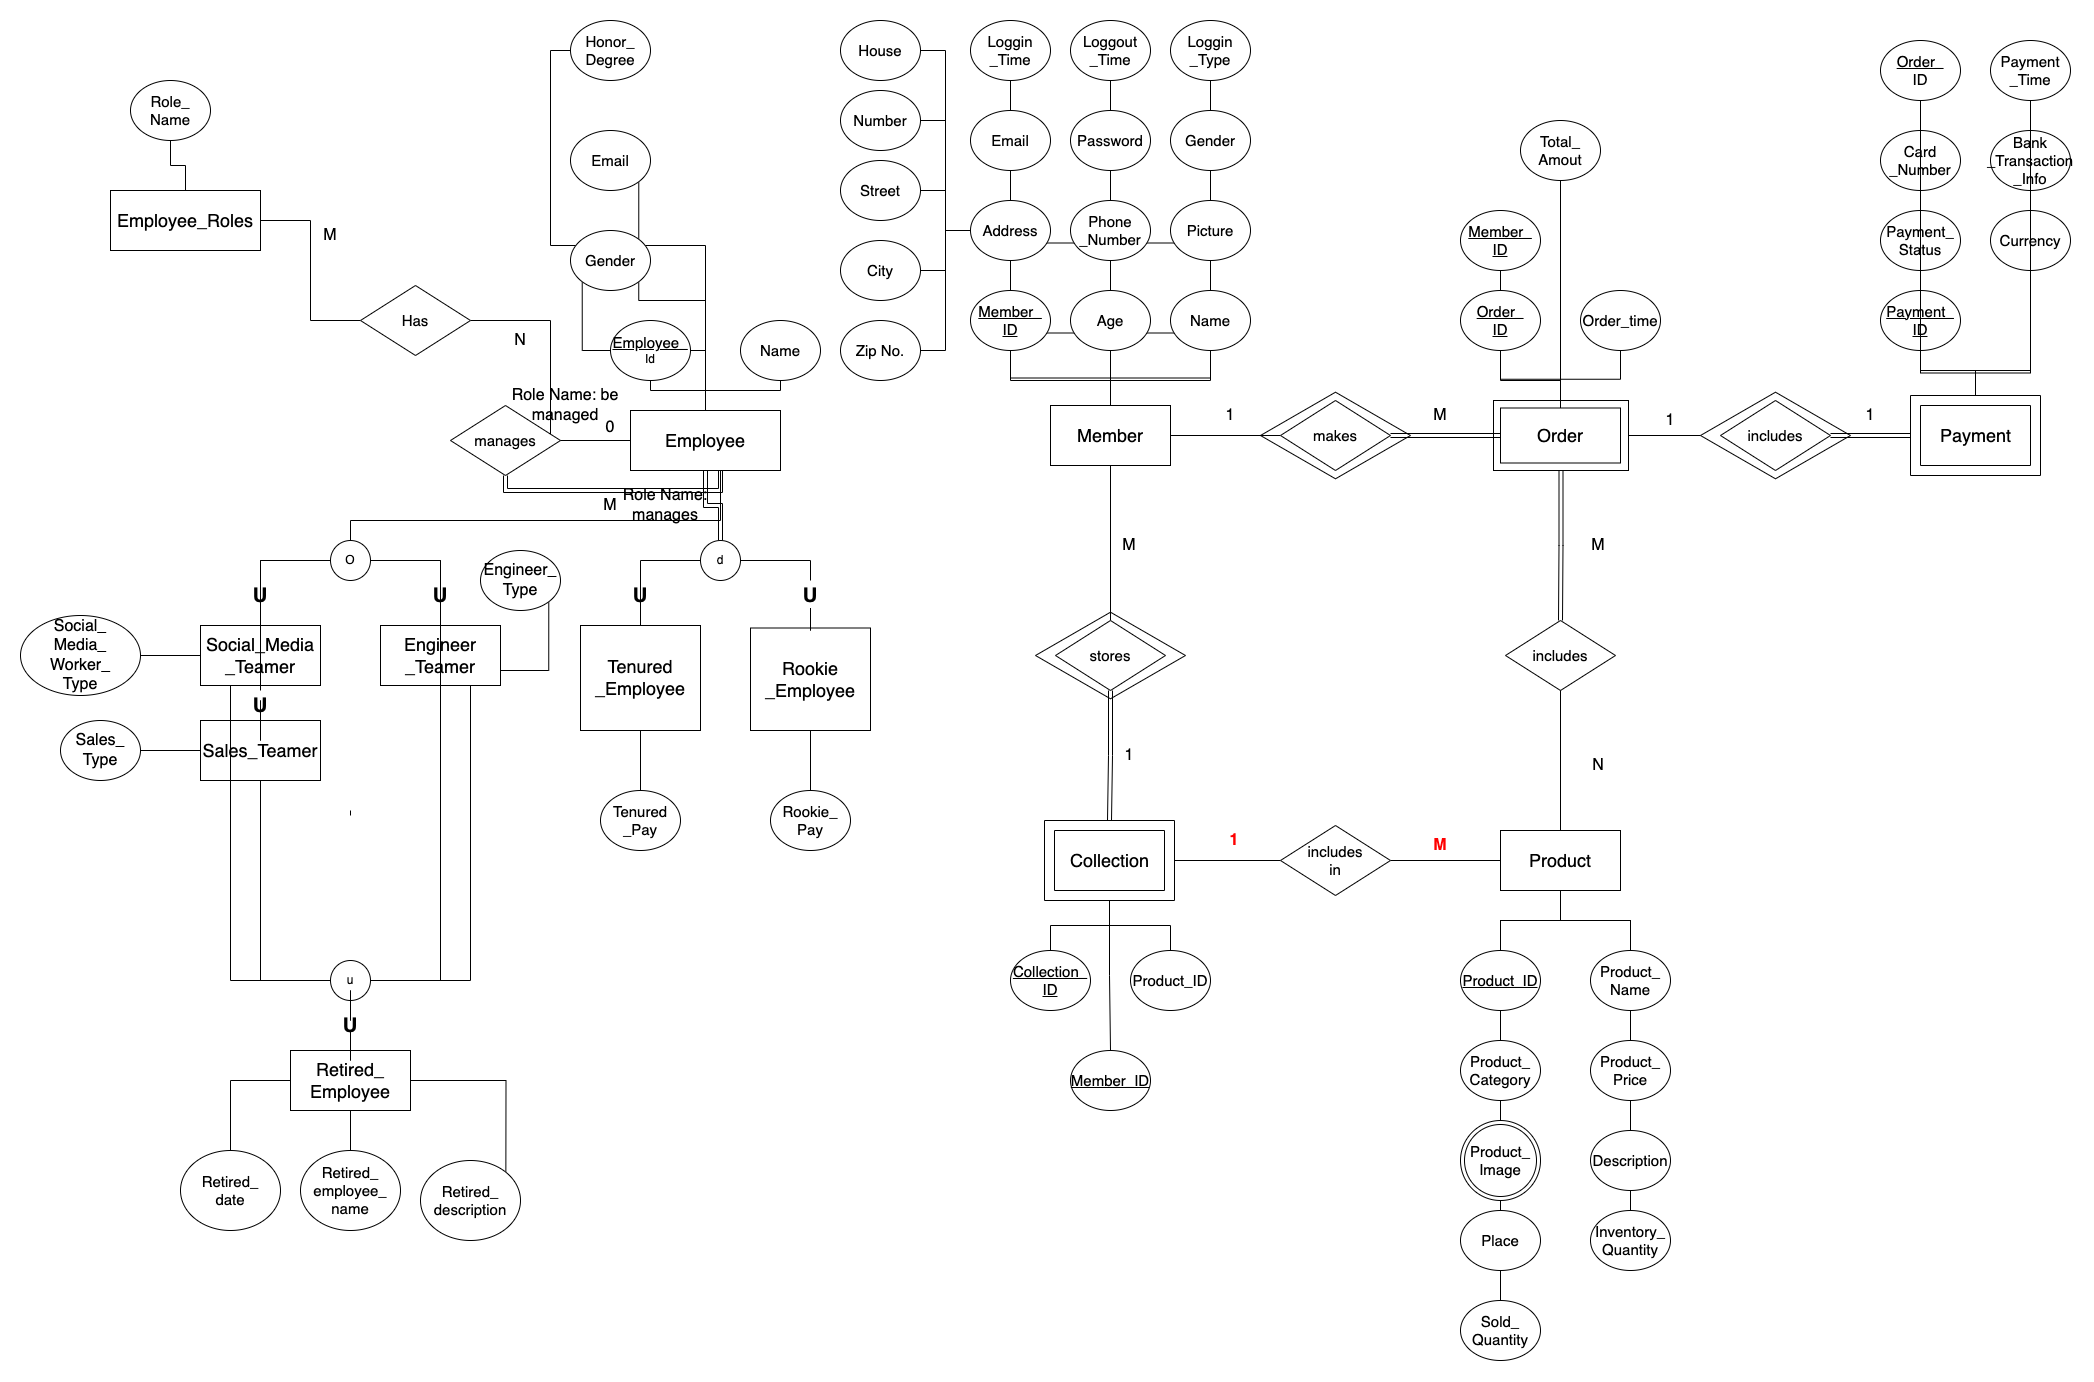 Honor_
Degree
House
Loggin
_Time
Loggout
_Time
Loggin
_Type
Order_
ID
Payment
_Time
Role_
Name
Number
Email
Password
Gender
Total_
Amout
Email
Card
_Number
Bank
_Transaction
_Info
Street
Employee_Roles
M
Address
Phone
_Number
Picture
Member_
ID
Payment_
Status
Currency
Gender
City
Has
N
Employee_
Id
Name
Zip No.
Member_
ID
Age
Name
Order_
ID
Order_time
Payment_
ID
Role Name: be
managed
0
manages
Employee
Member
1
makes
M
Order
1
includes
1
Payment
Role Name:
manages
M
O
d
M
M
Engineer_
Type
U
U
U
U
Social_
Media_
Worker_
Type
Social_Media
_Teamer
Engineer
_Teamer
Tenured
_Employee
Rookie
_Employee
stores
includes
U
Sales_
Type
Sales_Teamer
1
N
Tenured
_Pay
Rookie_
Pay
Collection
1
includes
in
M
Product
u
Collection_
ID
Product_ID
Product_ID
Product_
Name
U
Retired_
Employee
Member_ID
Product_
Category
Product_
Price
Product_
Image
Description
Retired_
date
Retired_
employee_
name
Retired_
description
Place
Inventory_
Quantity
Sold_
Quantity